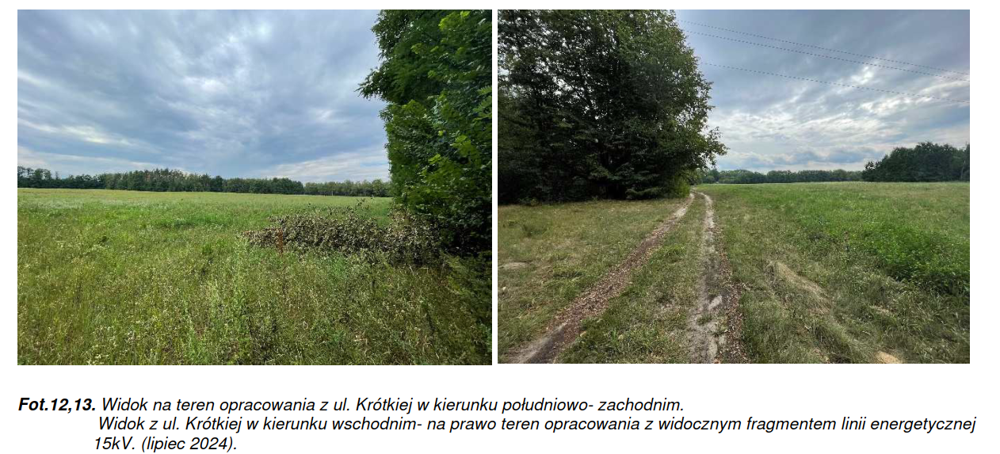 Fot.12,13. Widok na teren opracowania z ul. Krótkiej w kierunku południowo- zachodnim.
Widok z ul. Krótkiej w kierunku wschodnim- na prawo teren opracowania z widocznym fragmentem linii energetycznej
15kV. (lipiec 2024).